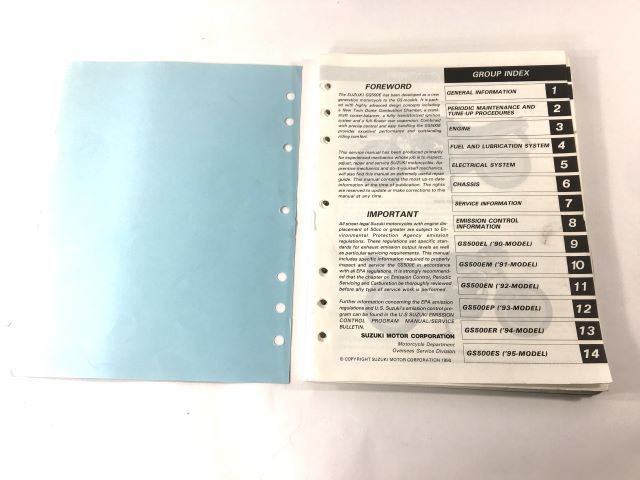 FOREWORD
The SUZUKI GS500E has been developed as a new
generation motorcycle to the GS-models. It is pack-
ed with highly advanced design concepts including
a New Twin Dome Combustion Chamber, a crank-
shaft counter-balancer, a fully transistorized ignition
system and a full-floater rear suspension. Combined
with precise control and easy handling the GS500E
provides excellent performance and outstanding
riding comfort.
This service manual has been produced primarily
for experienced mechanics whose job is to inspect,
adjust, repair and service SUZUKI motorcycles. Ap-
prentice mechanics and do-it-yourself mechanics,
will also find this manual an extremely useful repair
guide. This manual contains the most up-to-date
information at the time of publication. The rights
are reserved to update or make corrections to this
manual at any time.
IMPORTANT
All street-legal Suzuki motorcycles with engine dis-
placement of 50cc or greater are subject to En-
vironmental Protection Agency emission
regulations. These regulations set specific stan-
dards for exhaust emission output levels as well
as particular servicing requirements. This manual
includes specific information required to properly
inspect and service the GS500E in accordance
with all EPA regulations. It is strongly recommend-
ed that the chapter on Emission Control, Periodic
Servicing and Carburetion be thoroughly reviewed
before any type of service work is performed.
Further information concerning the EPA emission
regulations and U.S. Suzuki's emission control pro-
gram can be found in the U.S SUZUKI EMISSION
CONTROL PROGRAM MANUAL/SERVICE
BULLETIN.
SUZUKI MOTOR CORPORATION
Motorcycle Department
Overseas Service Division
© COPYRIGHT SUZUKI MOTOR CORPORATION 1990
GROUP INDEX
GENERAL INFORMATION 1
PERIODIC MAINTENANCE AND
TUNE-UP PROCEDURES 2
ENGINE 3
FUEL AND LUBRICATION SYSTEM 4
ELECTRICAL SYSTEM 5
CHASSIS 6
SERVICE INFORMATION 7
EMISSION CONTROL
INFORMATION 8
GS500EL ('90-MODEL) 9
GS500EM ('91-MODEL) 10
GS500EN ('92-MODEL) 11
GS500EP ('93-MODEL) 12
GS500ER ('94-MODEL) 13
GS500ES ('95-MODEL) 14